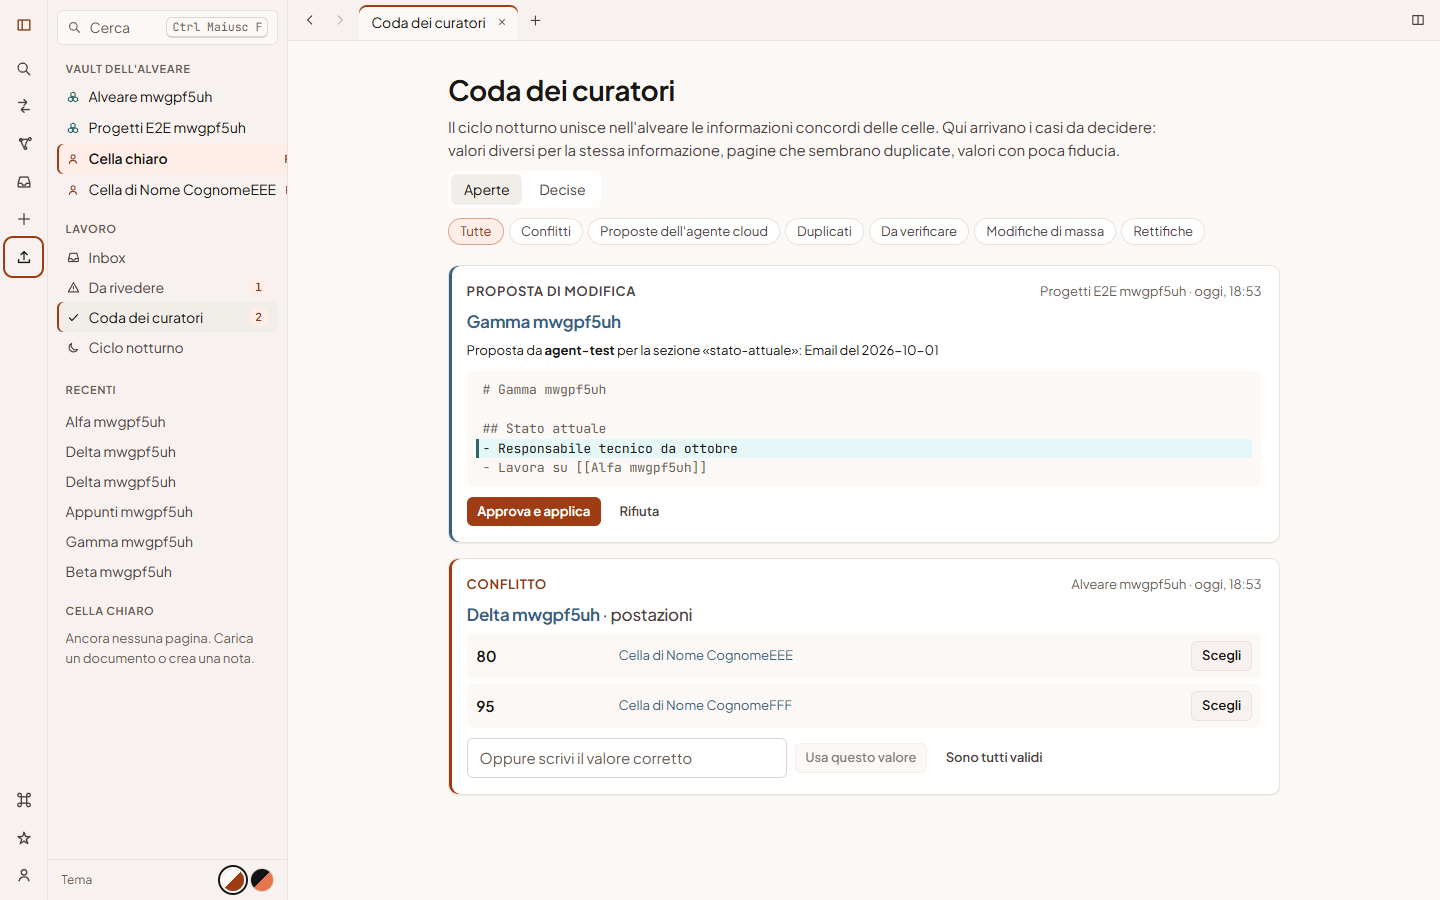 Cerca
Ctrl Maiusc F
VAULT DELL'ALVEARE
Alveare mwgpf5uh
Progetti E2E mwgpf5uh
Cella chiaro
Cella di Nome CognomeEEE
LAVORO
Inbox
Da rivedere 1
Coda dei curatori 2
Ciclo notturno
RECENTI
Alfa mwgpf5uh
Delta mwgpf5uh
Delta mwgpf5uh
Appunti mwgpf5uh
Gamma mwgpf5uh
Beta mwgpf5uh
CELLA CHIARO
Ancora nessuna pagina. Carica
un documento o crea una nota.
Tema
Coda dei curatori
Coda dei curatori
Il ciclo notturno unisce nell'alveare le informazioni concordi delle celle. Qui arrivano i casi da decidere:
valori diversi per la stessa informazione, pagine che sembrano duplicate, valori con poca fiducia.
Aperte Decise
Tutte Conflitti Proposte dell'agente cloud Duplicati Da verificare Modifiche di massa Rettifiche
PROPOSTA DI MODIFICA Progetti E2E mwgpf5uh · oggi, 18:53
Gamma mwgpf5uh
Proposta da agent-test per la sezione «stato-attuale»: Email del 2026-10-01
# Gamma mwgpf5uh
## Stato attuale
- Responsabile tecnico da ottobre
- Lavora su [[Alfa mwgpf5uh]]
Approva e applica Rifiuta
CONFLITTO Alveare mwgpf5uh · oggi, 18:53
Delta mwgpf5uh · postazioni
80 Cella di Nome CognomeEEE Scegli
95 Cella di Nome CognomeFFF Scegli
Oppure scrivi il valore corretto Usa questo valore Sono tutti validi